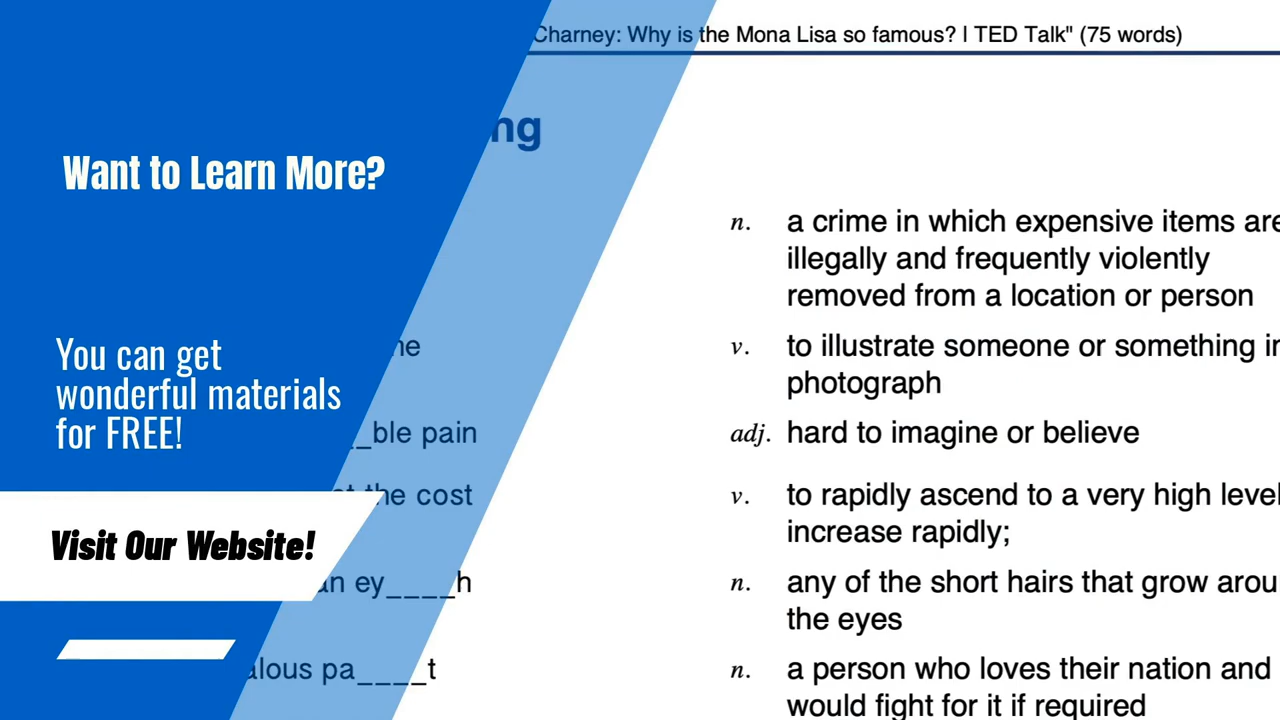 Charney: Why is the Mona Lisa so famous? | TED Talk" (75 words)
ng
Want to Learn More?
You can get
wonderful materials
for FREE!
Visit Our Website!
ne
_ble pain
the cost
an ey____h
alous pa____t
n. a crime in which expensive items are
illegally and frequently violently
removed from a location or person
v. to illustrate someone or something in
photograph
adj. hard to imagine or believe
v. to rapidly ascend to a very high level
increase rapidly;
n. any of the short hairs that grow arou
the eyes
n. a person who loves their nation and
would fight for it if required